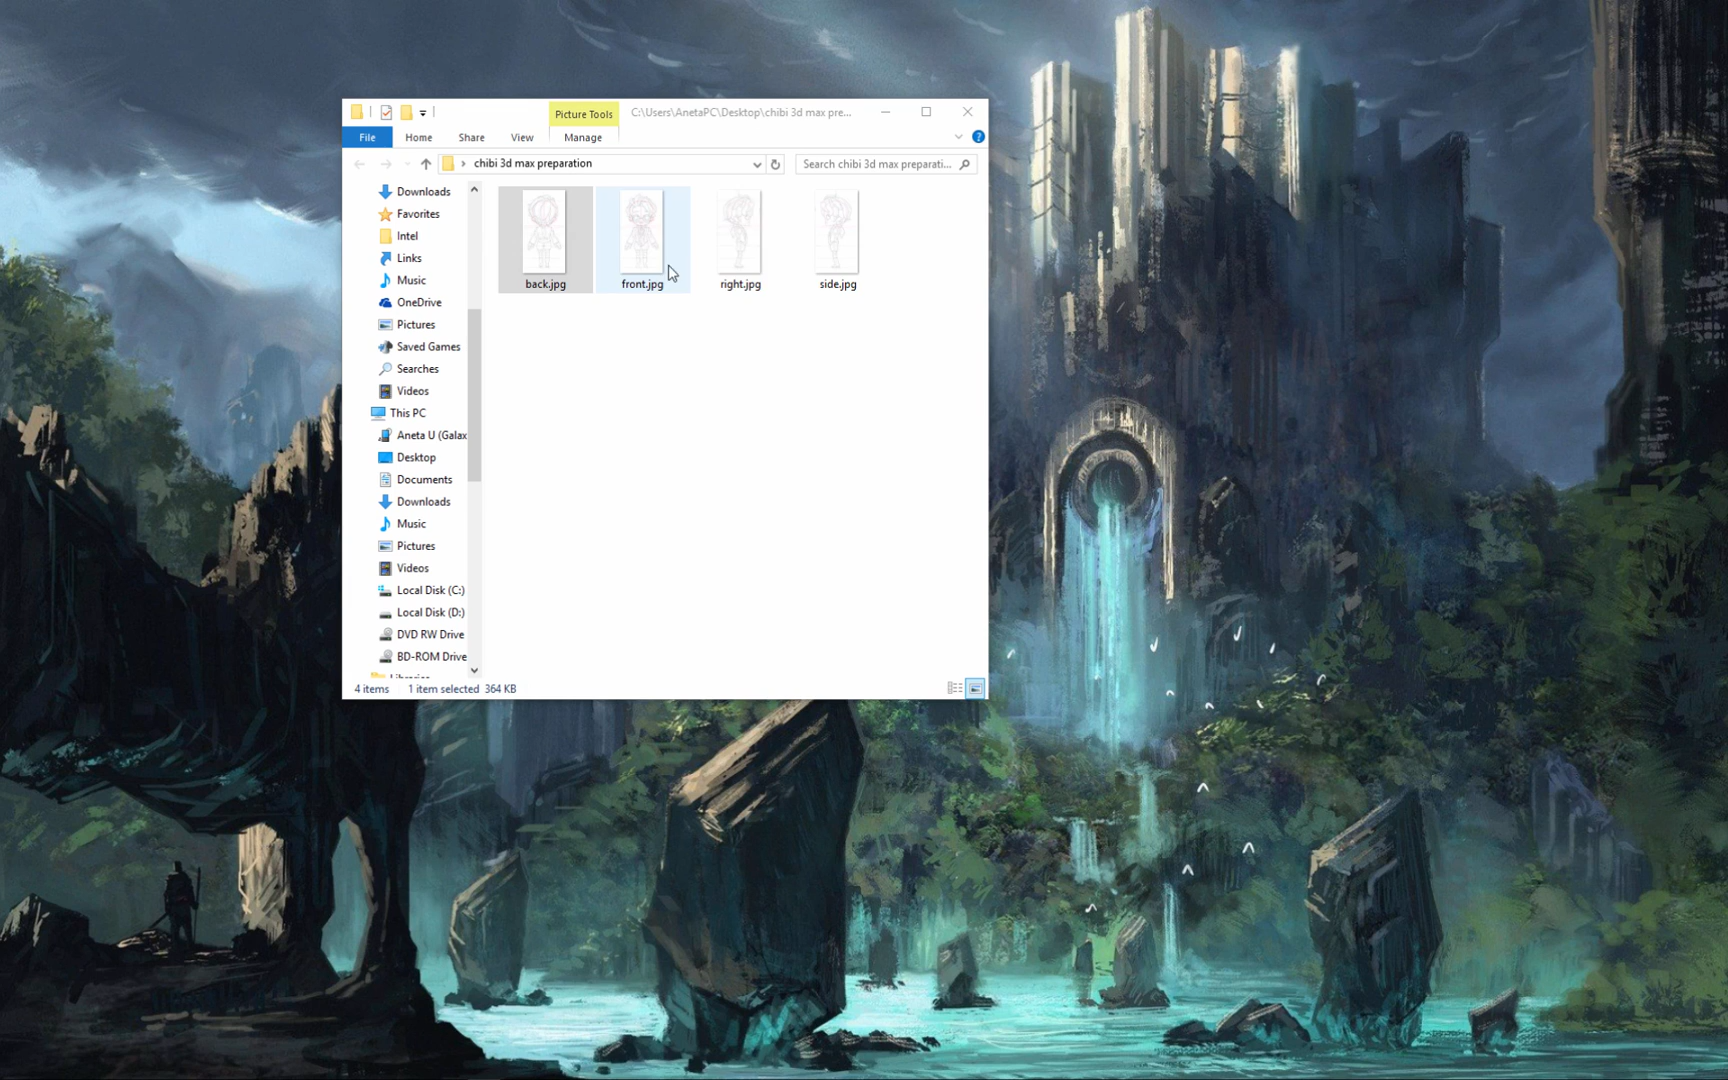 Picture Tools
C:\Users\AnetaPC\Desktop\chibi 3d max pre...
File
Home
Share
View
Manage
chibi 3d max preparation
Search chibi 3d max preparati...
Downloads
Favorites
Intel
Links
Music
OneDrive
Pictures
Saved Games
Searches
Videos
This PC
Aneta U (Galax
Desktop
Documents
Downloads
Music
Pictures
Videos
Local Disk (C:)
Local Disk (D:)
DVD RW Drive
BD-ROM Drive
back.jpg
front.jpg
right.jpg
side.jpg
4 items
1 item selected 364 KB